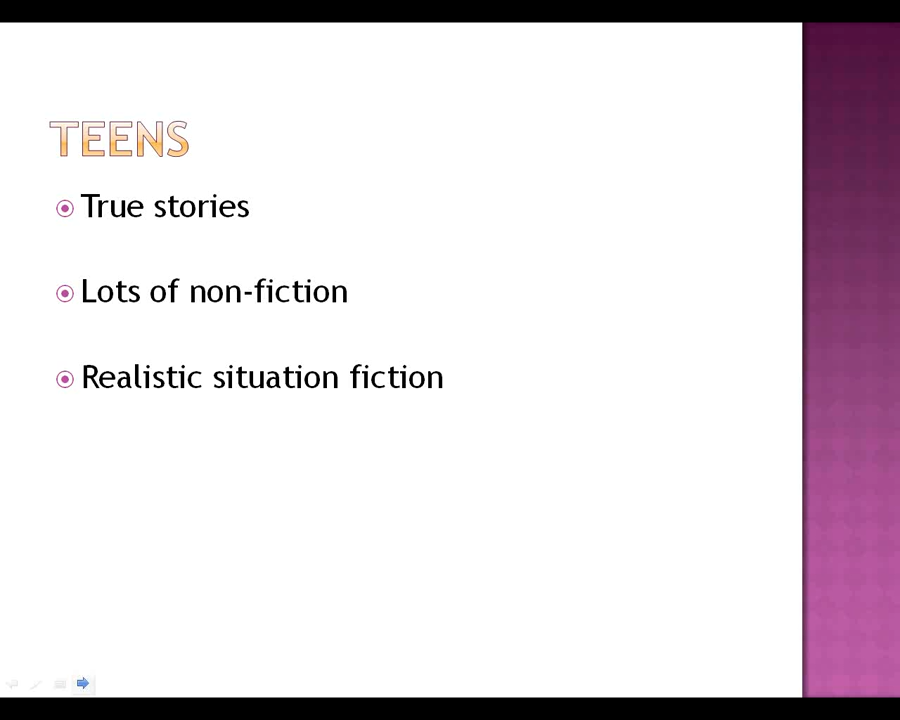 TEENS
True stories
Lots of non-fiction
Realistic situation fiction